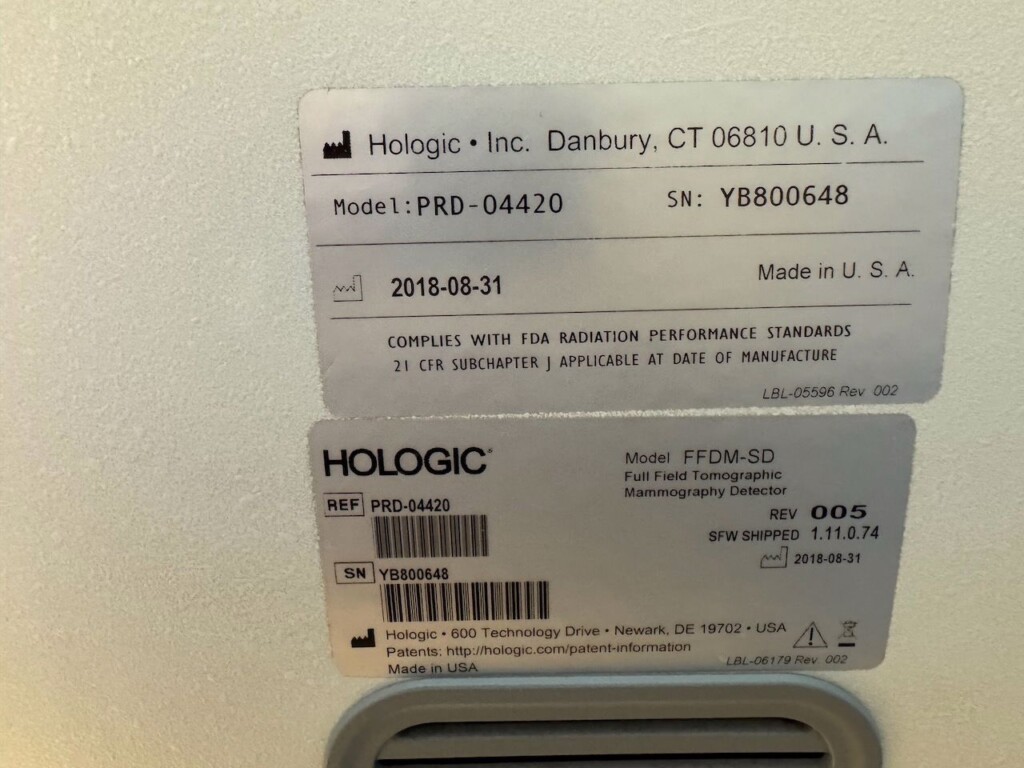 Hologic • Inc. Danbury, CT 06810 U. S. A.
Model: PRD-04420 SN: YB800648
2018-08-31 Made in U. S. A.
COMPLIES WITH FDA RADIATION PERFORMANCE STANDARDS
21 CFR SUBCHAPTER J APPLICABLE AT DATE OF MANUFACTURE
LBL-05596 Rev 002
HOLOGIC®
Model FFDM-SD
Full Field Tomographic
Mammography Detector
REF PRD-04420
REV 005
SFW SHIPPED 1.11.0.74
2018-08-31
SN YB800648
Hologic • 600 Technology Drive • Newark, DE 19702 • USA
Patents: http://hologic.com/patent-information
Made in USA
LBL-06179 Rev. 002